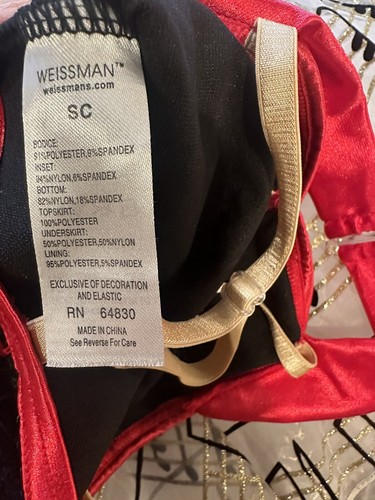 WEISSMAN™
weissmans.com
SC
BODICE:
91%POLYESTER,9%SPANDEX
INSET:
94%NYLON,6%SPANDEX
BOTTOM:
82%NYLON,18%SPANDEX
TOPSKIRT:
100%POLYESTER
UNDERSKIRT:
50%POLYESTER,50%NYLON
LINING:
95%POLYESTER,5%SPANDEX
EXCLUSIVE OF DECORATION
AND ELASTIC
RN 64830
MADE IN CHINA
See Reverse For Care